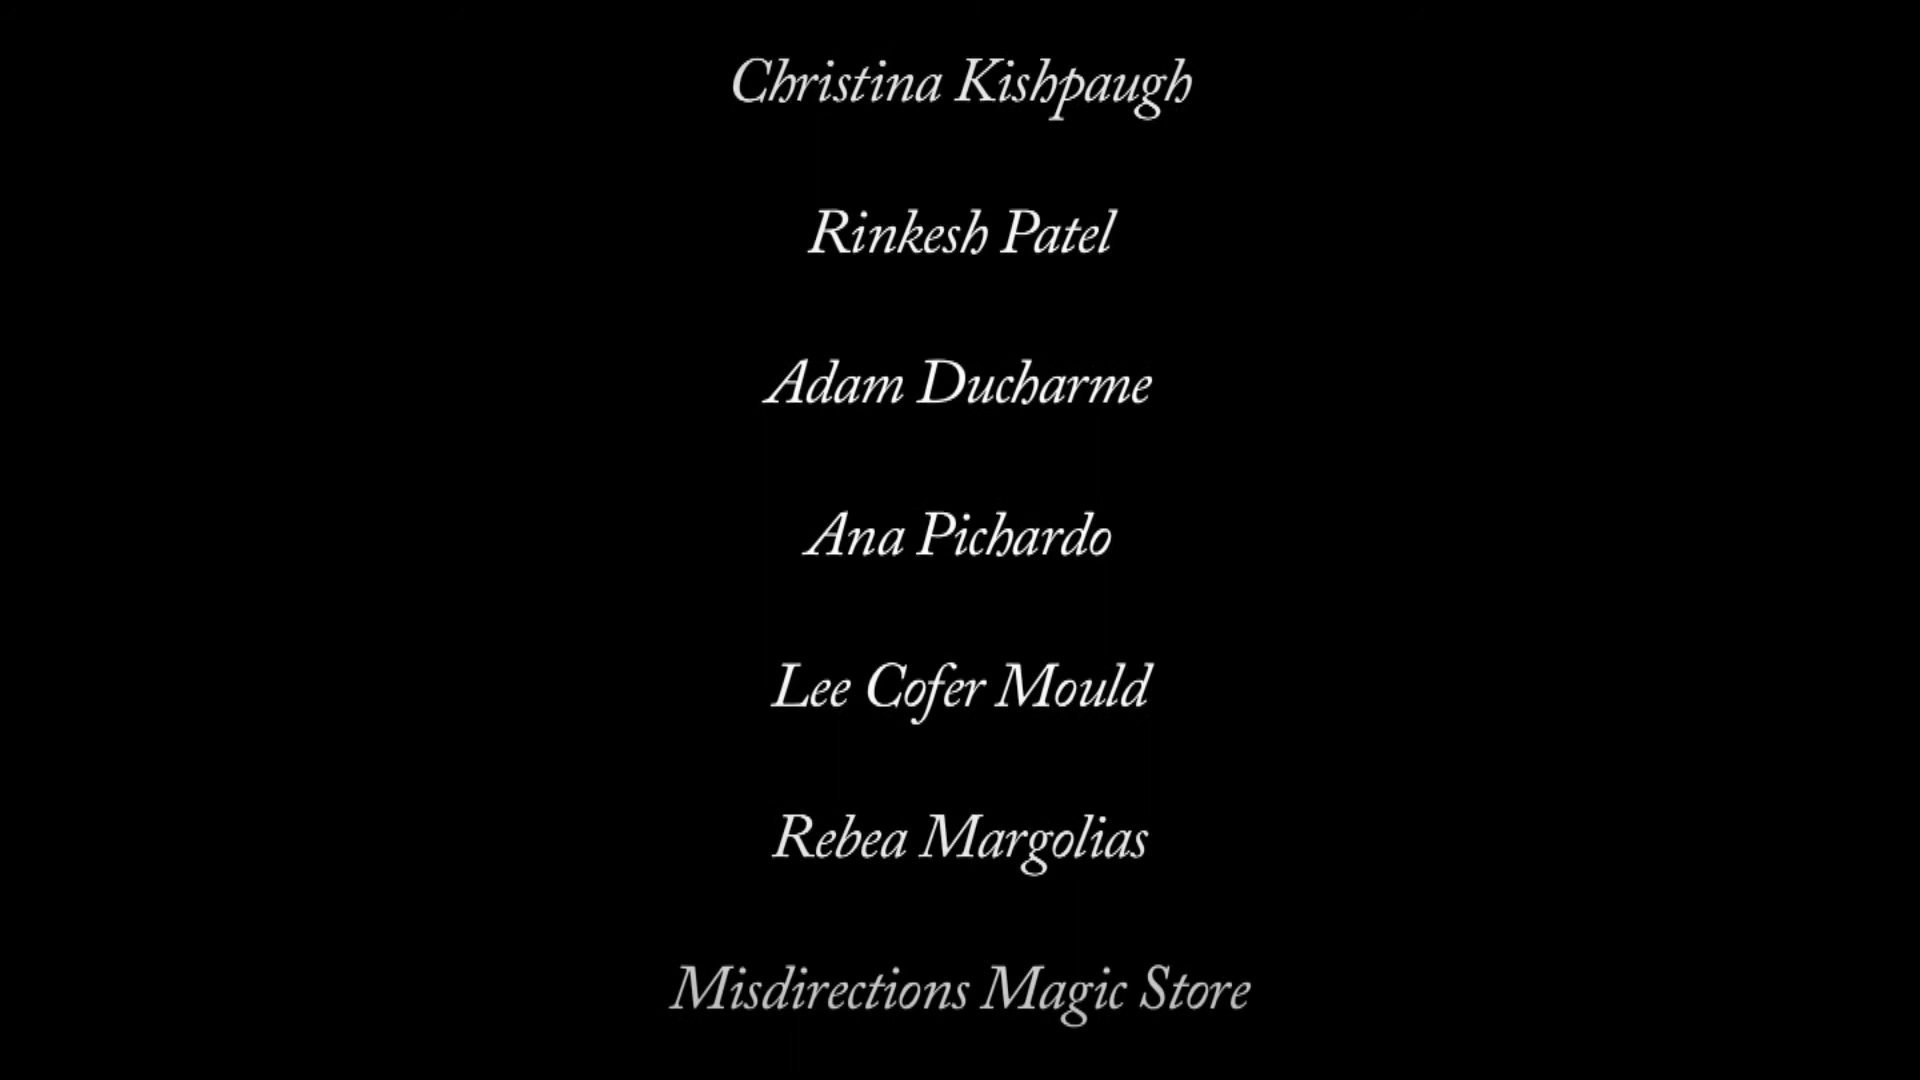 Christina Kishpaugh
Rinkesh Patel
Adam Ducharme
Ana Pichardo
Lee Cofer Mould
Rebea Margolias
Misdirections Magic Store